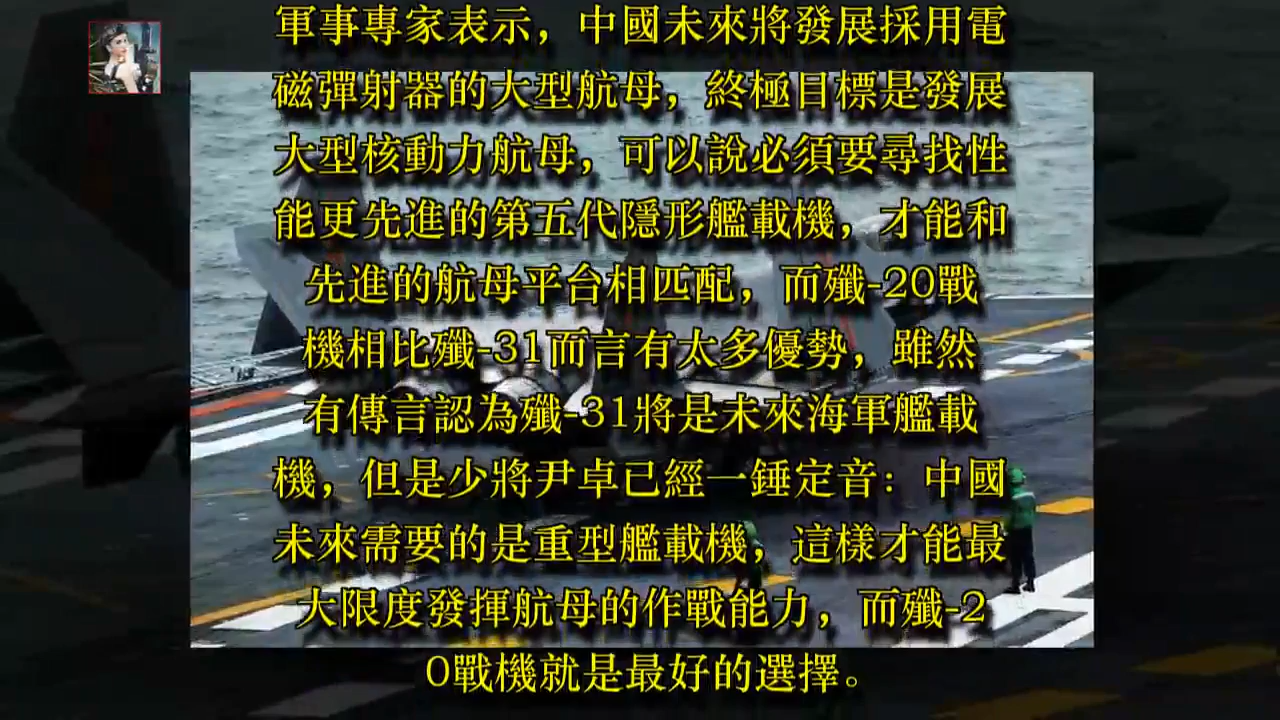 軍事專家表示，中國未來將發展採用電
磁彈射器的大型航母，終極目標是發展
大型核動力航母，可以說必須要尋找性
能更先進的第五代隱形艦載機，才能和
先進的航母平台相匹配，而殲-20戰
機相比殲-31而言有太多優勢，雖然
有傳言認為殲-31將是未來海軍艦載
機，但是少將尹卓已經一錘定音：中國
未來需要的是重型艦載機，這樣才能最
大限度發揮航母的作戰能力，而殲-2
0戰機就是最好的選擇。